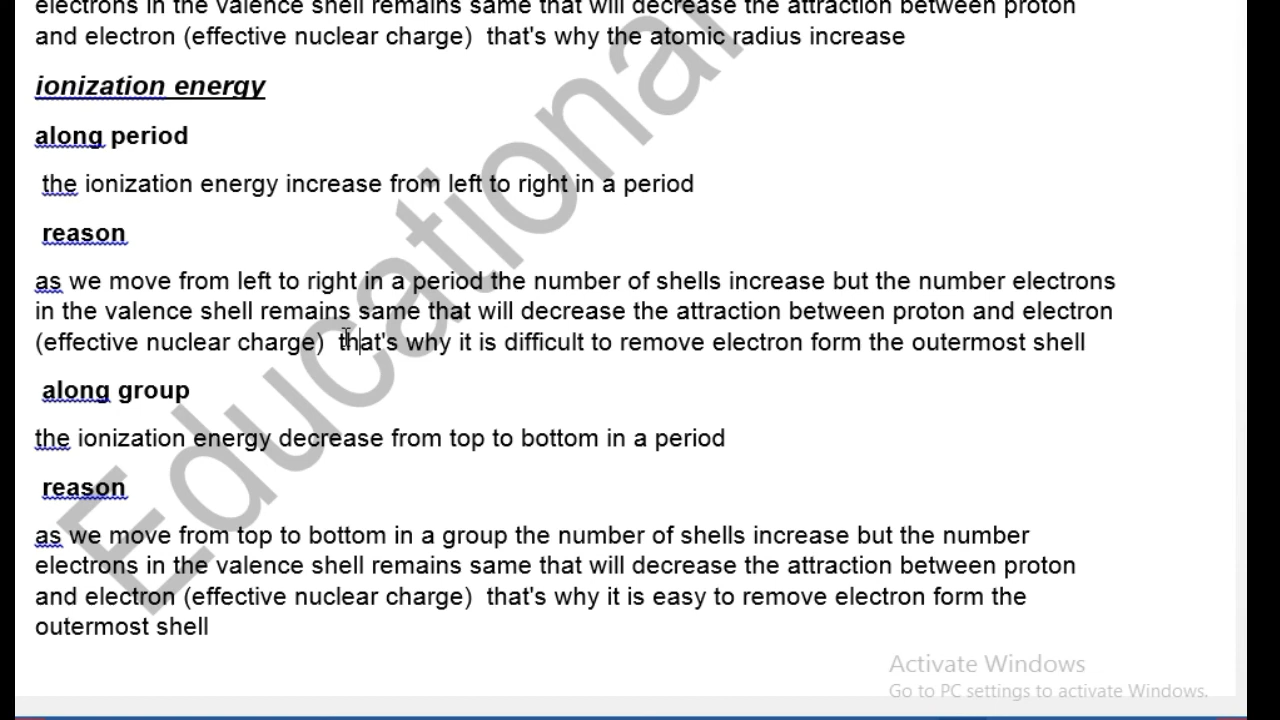 electrons in the valence shell remains same that will decrease the attraction between proton
and electron (effective nuclear charge)  that's why the atomic radius increase
ionization energy
along period
the ionization energy increase from left to right in a period
reason
as we move from left to right in a period the number of shells increase but the number electrons
in the valence shell remains same that will decrease the attraction between proton and electron
(effective nuclear charge)  that's why it is difficult to remove electron form the outermost shell
along group
the ionization energy decrease from top to bottom in a period
reason
as we move from top to bottom in a group the number of shells increase but the number
electrons in the valence shell remains same that will decrease the attraction between proton
and electron (effective nuclear charge)  that's why it is easy to remove electron form the
outermost shell
Educational
Activate Windows
Go to PC settings to activate Windows.